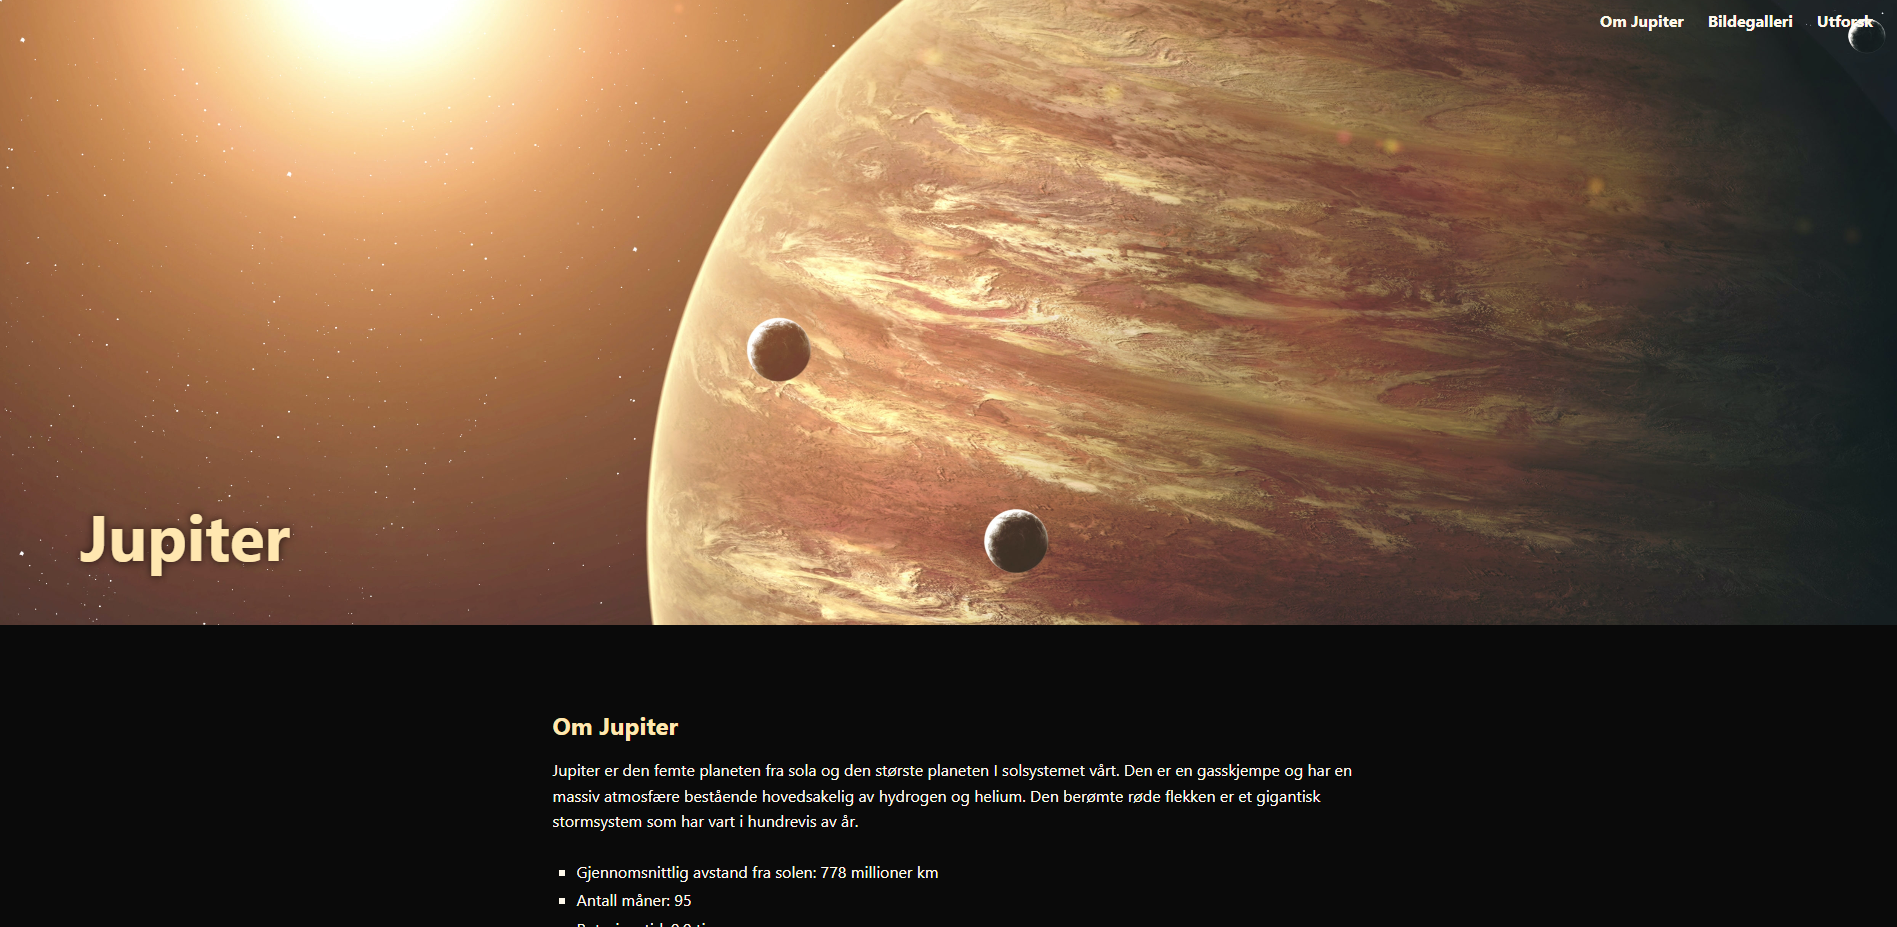 Om Jupiter Bildegalleri Utforsk
Jupiter
Om Jupiter
Jupiter er den femte planeten fra sola og den største planeten I solsystemet vårt. Den er en gasskjempe og har en
massiv atmosfære bestående hovedsakelig av hydrogen og helium. Den berømte røde flekken er et gigantisk
stormsystem som har vart i hundrevis av år.
Gjennomsnittlig avstand fra solen: 778 millioner km
Antall måner: 95